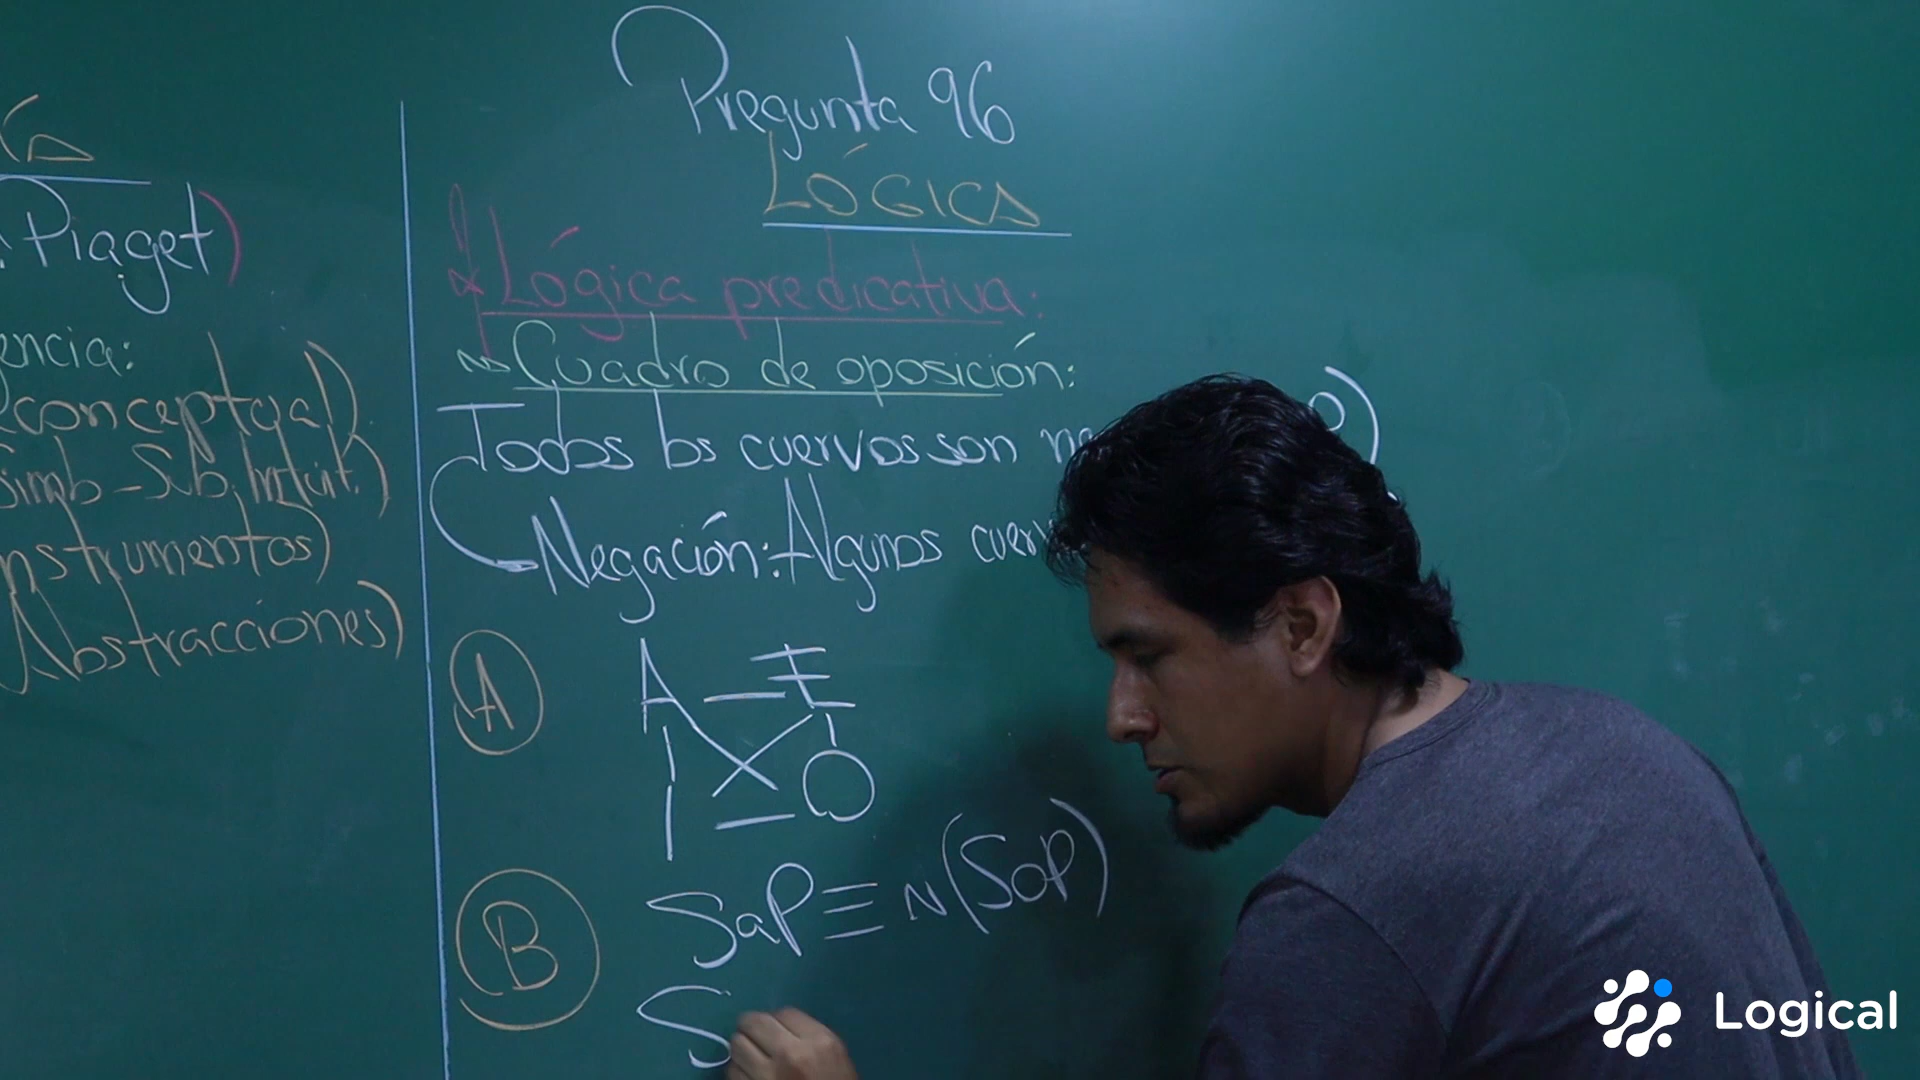 Piaget)
encia:
conceptual)
Simb-Sub, Intuit.)
instrumentos)
Abstracciones)
Pregunta 96
LÓGICA
Lógica predicativa:
Cuadro de oposición:
Todos los cuervos son
Negación: Algunos
A
A E
I O
B
SaP ≡ ~(SoP)
S
Logical